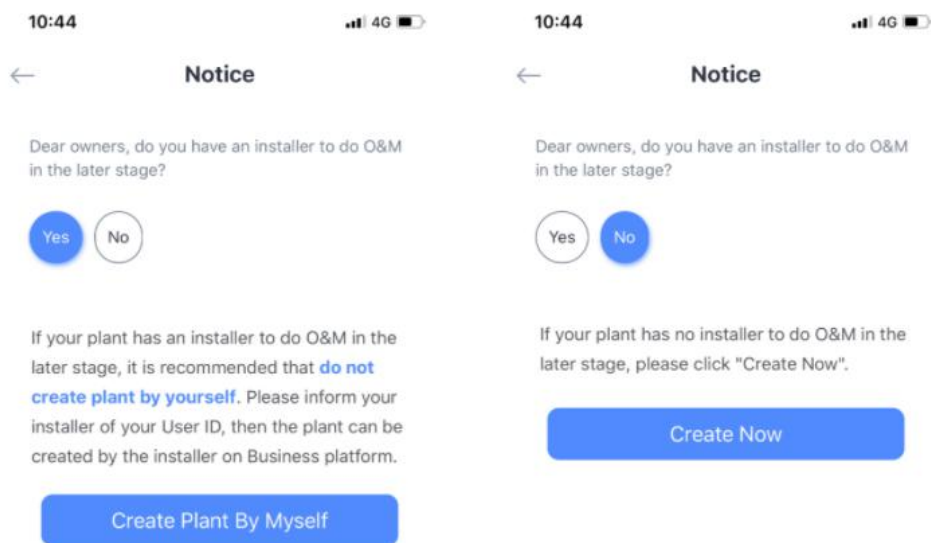 10:44
4G
Notice
Dear owners, do you have an installer to do O&M
in the later stage?
Yes
No
If your plant has an installer to do O&M in the
later stage, it is recommended that do not
create plant by yourself. Please inform your
installer of your User ID, then the plant can be
created by the installer on Business platform.
Create Plant By Myself
10:44
4G
Notice
Dear owners, do you have an installer to do O&M
in the later stage?
Yes
No
If your plant has no installer to do O&M in the
later stage, please click "Create Now".
Create Now